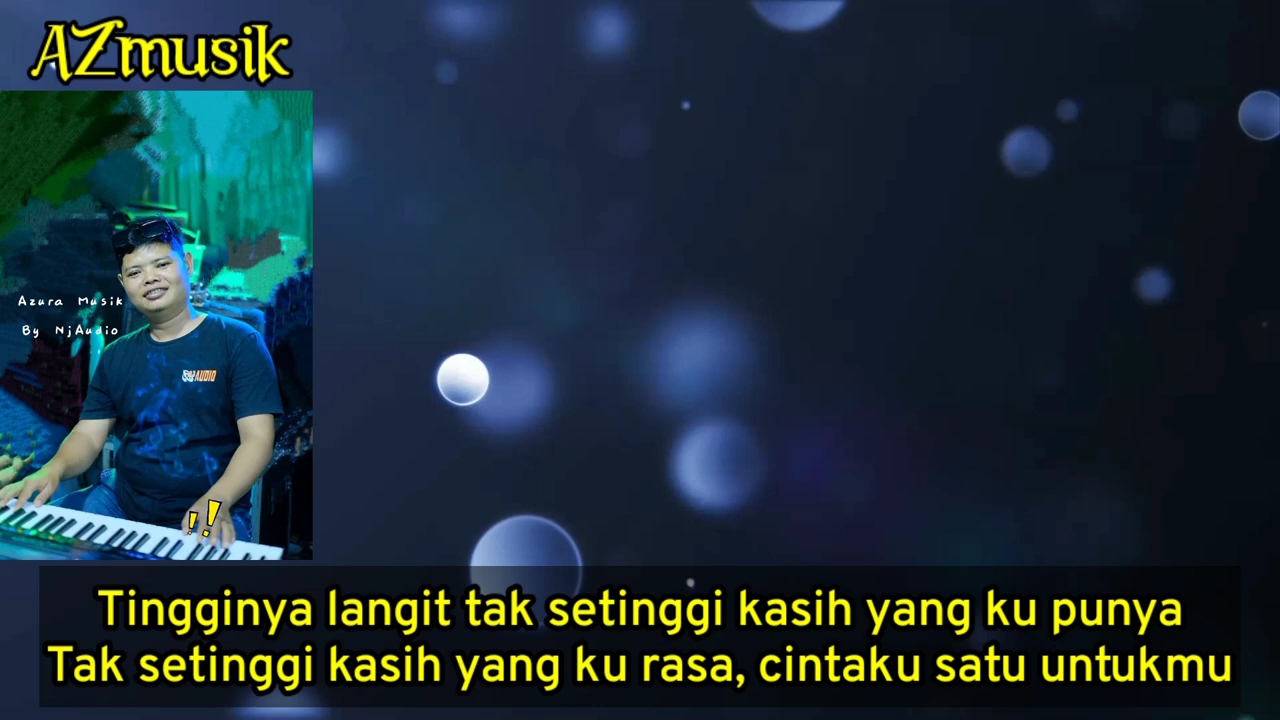 AZmusik
Azura Musik
By NjAudio
AUDIO
Tingginya langit tak setinggi kasih yang ku punya
Tak setinggi kasih yang ku rasa, cintaku satu untukmu